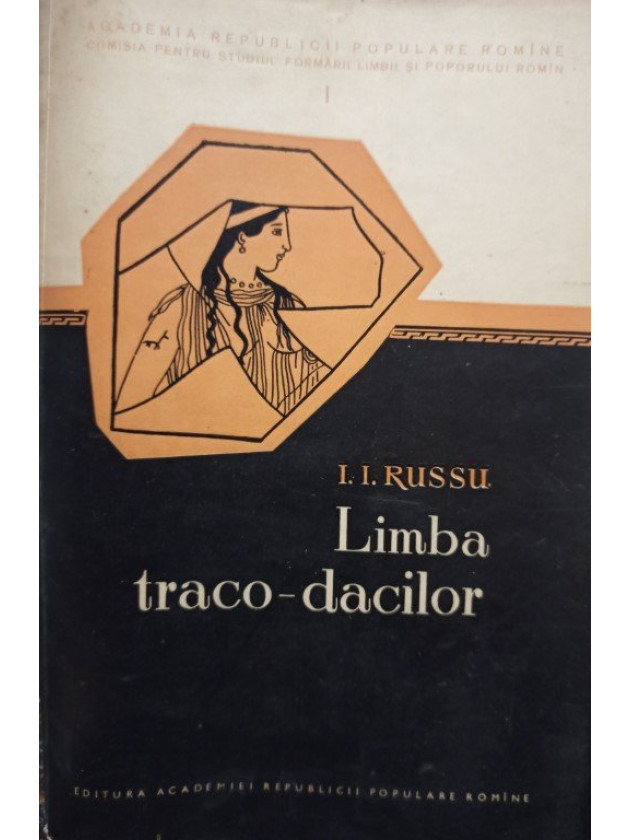 ACADEMIA REPUBLICII POPULARE ROMÎNE
COMISIA PENTRU STUDIUL FORMĂRII LIMBII ȘI POPORULUI ROMÎN
I
I. I. RUSSU
Limba
traco-dacilor
EDITURA ACADEMIEI REPUBLICII POPULARE ROMÎNE